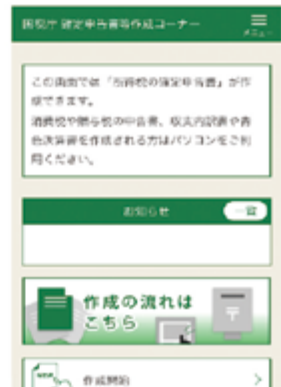 国税庁 確定申告書等作成コーナー
メニュー
この画面では「所得税の確定申告書」が作
成できます。
消費税や贈与税の申告書、収支内訳書や青
色決算書を作成される方はパソコンをご利
用ください。
お知らせ
一覧
作成の流れは
こちら
NEW
作成開始